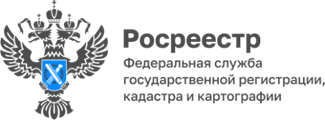 Росреестр
Федеральная служба
государственной регистрации,
кадастра и картографии